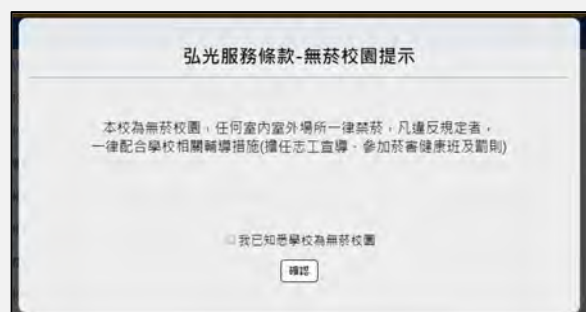 弘光服務條款-無菸校園提示
本校為無菸校園，任何室內室外場所一律禁菸，凡違反規定者，
一律配合學校相關輔導措施(擔任志工宣導、參加菸害健康班及罰則)
我已知悉學校為無菸校園
確認